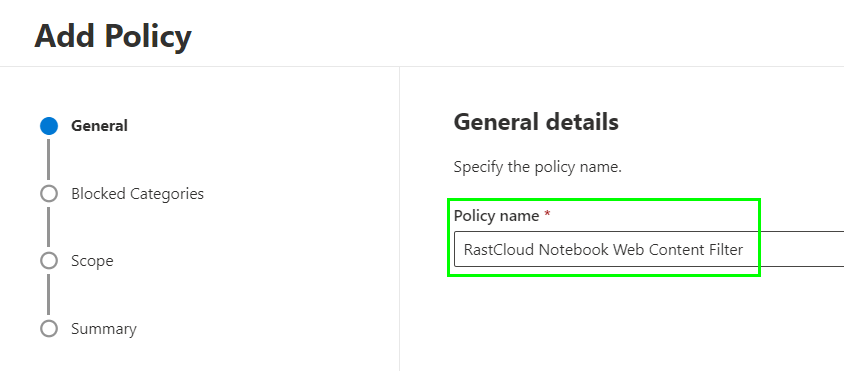 Add Policy
General
Blocked Categories
Scope
Summary
General details
Specify the policy name.
Policy name *
RastCloud Notebook Web Content Filter